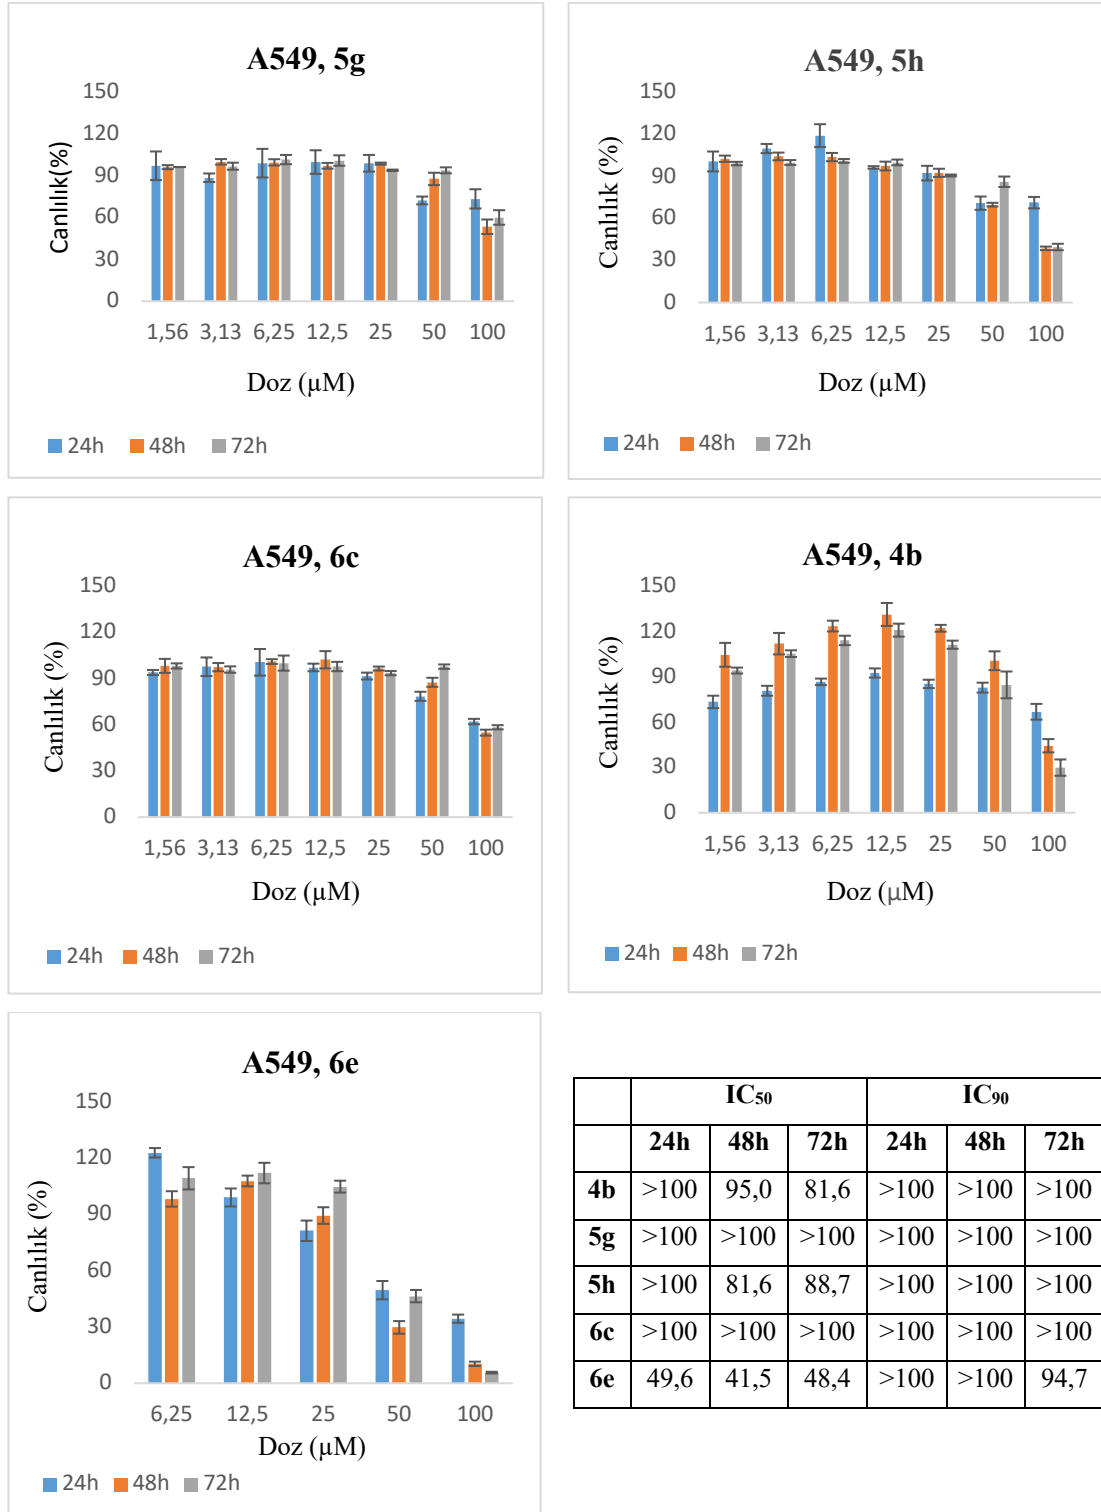 A549, 5g
150
120
90
60
30
0
Canlılık(%)
1,56 3,13 6,25 12,5 25 50 100
Doz (µM)
24h 48h 72h
A549, 5h
150
120
90
60
30
0
Canlılık (%)
1,56 3,13 6,25 12,5 25 50 100
Doz (µM)
24h 48h 72h
A549, 6c
150
120
90
60
30
0
Canlılık (%)
1,56 3,13 6,25 12,5 25 50 100
Doz (µM)
24h 48h 72h
A549, 4b
150
120
90
60
30
0
Canlılık (%)
1,56 3,13 6,25 12,5 25 50 100
Doz (µM)
24h 48h 72h
A549, 6e
150
120
90
60
30
0
Canlılık (%)
6,25 12,5 25 50 100
Doz (µM)
24h 48h 72h
IC50 IC90
24h 48h 72h 24h 48h 72h
4b >100 95,0 81,6 >100 >100 >100
5g >100 >100 >100 >100 >100 >100
5h >100 81,6 88,7 >100 >100 >100
6c >100 >100 >100 >100 >100 >100
6e 49,6 41,5 48,4 >100 >100 94,7